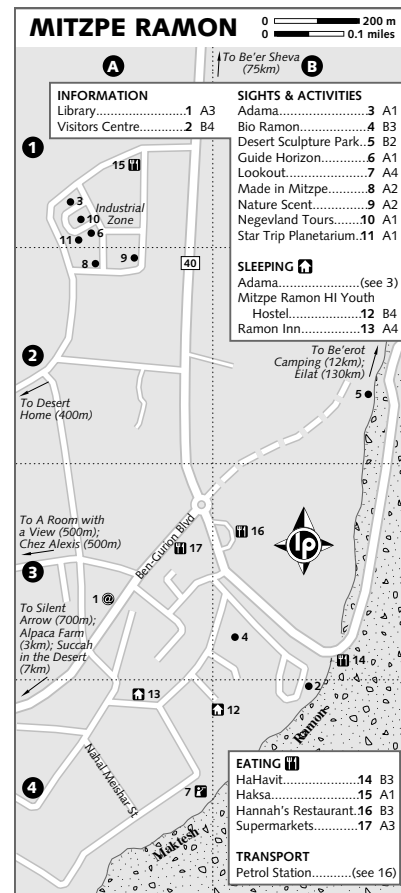 MITZPE RAMON
0 200 m
0 0.1 miles
A
B
To Be'er Sheva
(75km)
INFORMATION
Library......................1 A3
Visitors Centre.............2 B4
SIGHTS & ACTIVITIES
Adama........................3 A1
Bio Ramon...................4 B3
Desert Sculpture Park..5 B2
Guide Horizon..............6 A1
Lookout......................7 A4
Made in Mitzpe............8 A2
Nature Scent...............9 A2
Negevland Tours........10 A1
Star Trip Planetarium..11 A1
SLEEPING
Adama................(see 3)
Mitzpe Ramon HI Youth
Hostel...................12 B4
Ramon Inn................13 A4
1
15
3
Industrial
Zone
10
6
11
8
9
40
2
To Be'erot
Camping (12km);
Eilat (130km)
5
To Desert
Home (400m)
To A Room with
a View (500m);
Chez Alexis (500m)
Ben-Gurion Blvd
16
17
lp
3
1 @
To Silent
Arrow (700m);
Alpaca Farm
(3km); Succah
in the Desert
(7km)
4
14
2
13
12
Nahal Meishar St
Maktesh Ramon
4
7
EATING
HaHavit....................14 B3
Haksa......................15 A1
Hannah's Restaurant.16 B3
Supermarkets............17 A3
TRANSPORT
Petrol Station..........(see 16)